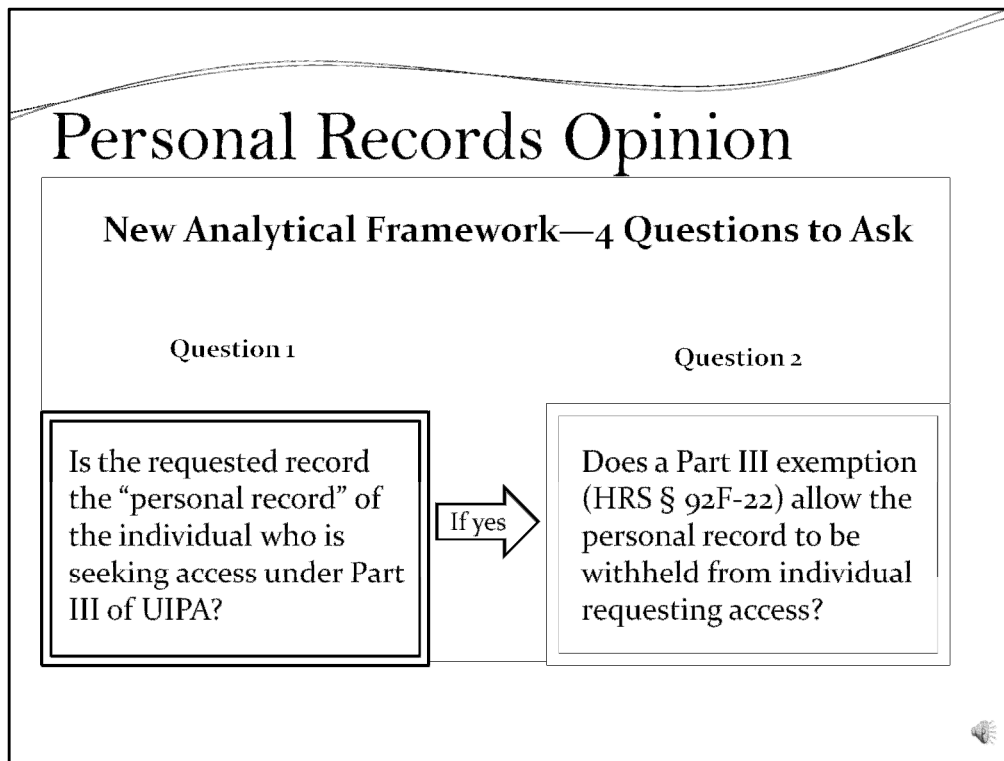 Personal Records Opinion
New Analytical Framework—4 Questions to Ask
Question 1
Question 2
Is the requested record
the “personal record” of
the individual who is
seeking access under Part
III of UIPA?
If yes
Does a Part III exemption
(HRS § 92F-22) allow the
personal record to be
withheld from individual
requesting access?